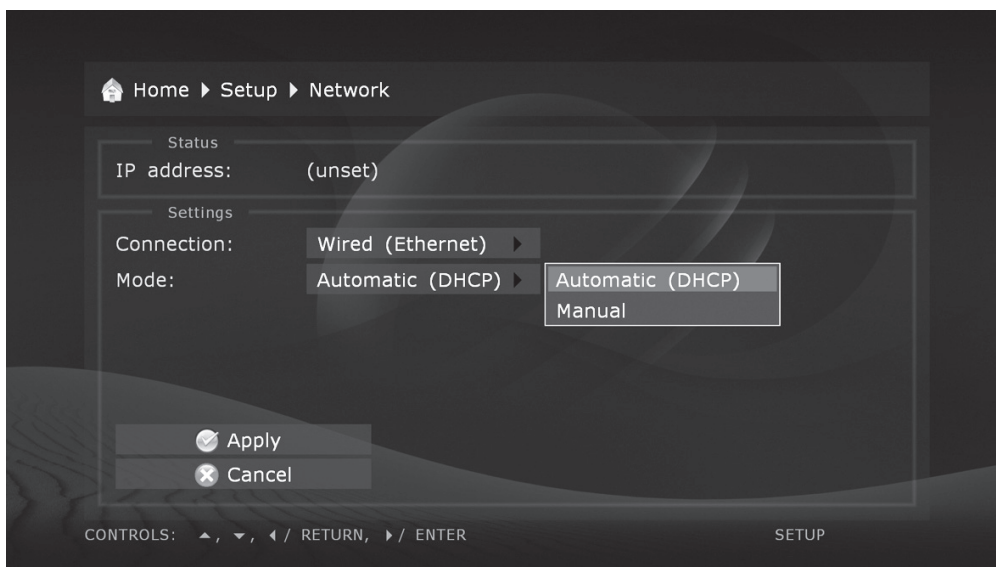 Home ▶ Setup ▶ Network
Status
IP address: (unset)
Settings
Connection: Wired (Ethernet) ▶
Mode: Automatic (DHCP) ▶ Automatic (DHCP)
Manual
Apply
Cancel
CONTROLS: ▲, ▼, ◀ / RETURN, ▶ / ENTER SETUP